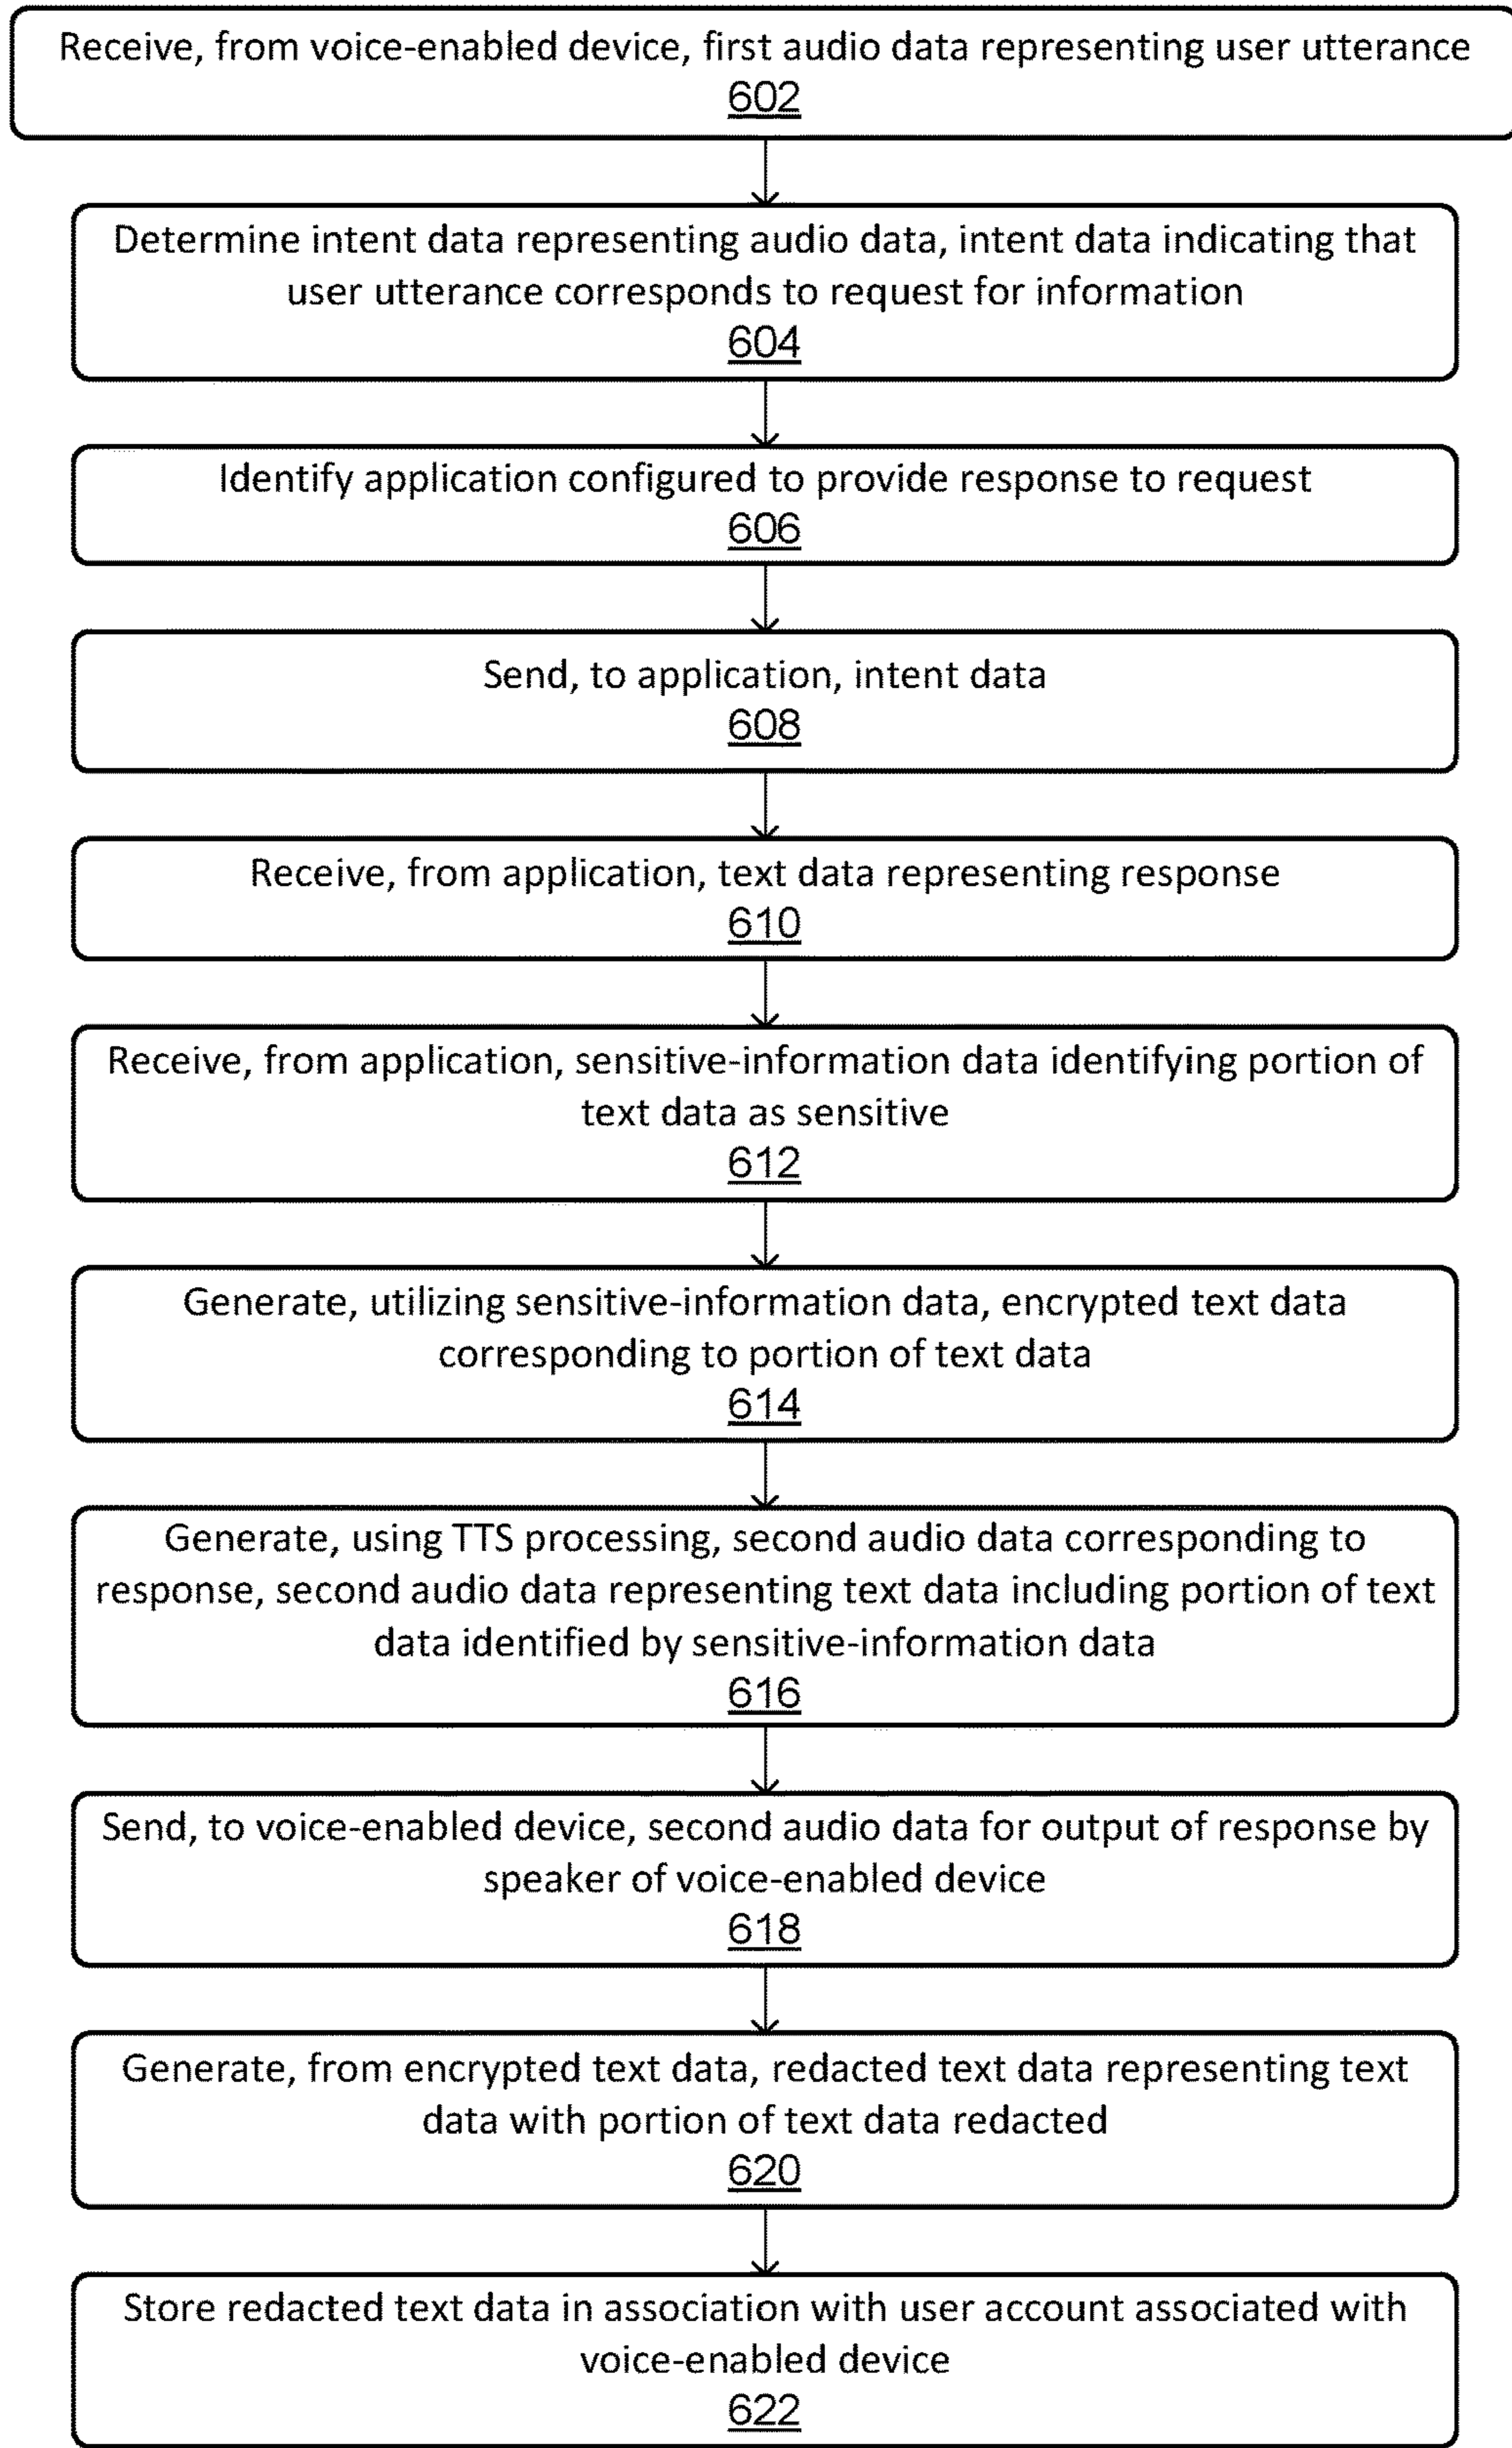 Receive, from voice-enabled device, first audio data representing user utterance
602
Determine intent data representing audio data, intent data indicating that
user utterance corresponds to request for information
604
Identify application configured to provide response to request
606
Send, to application, intent data
608
Receive, from application, text data representing response
610
Receive, from application, sensitive-information data identifying portion of
text data as sensitive
612
Generate, utilizing sensitive-information data, encrypted text data
corresponding to portion of text data
614
Generate, using TTS processing, second audio data corresponding to
response, second audio data representing text data including portion of text
data identified by sensitive-information data
616
Send, to voice-enabled device, second audio data for output of response by
speaker of voice-enabled device
618
Generate, from encrypted text data, redacted text data representing text
data with portion of text data redacted
620
Store redacted text data in association with user account associated with
voice-enabled device
622